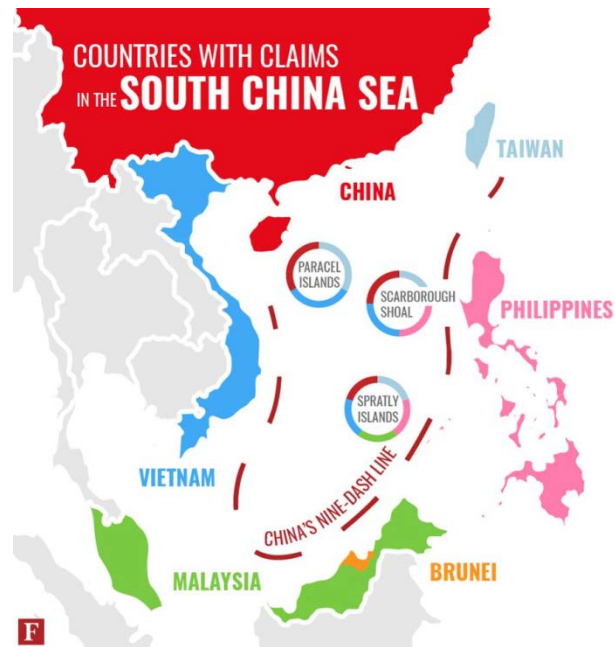 COUNTRIES WITH CLAIMS
IN THE SOUTH CHINA SEA
TAIWAN
CHINA
PARACEL
ISLANDS
SCARBOROUGH
SHOAL
PHILIPPINES
SPRATLY
ISLANDS
VIETNAM
CHINA'S NINE-DASH LINE
MALAYSIA
BRUNEI
F